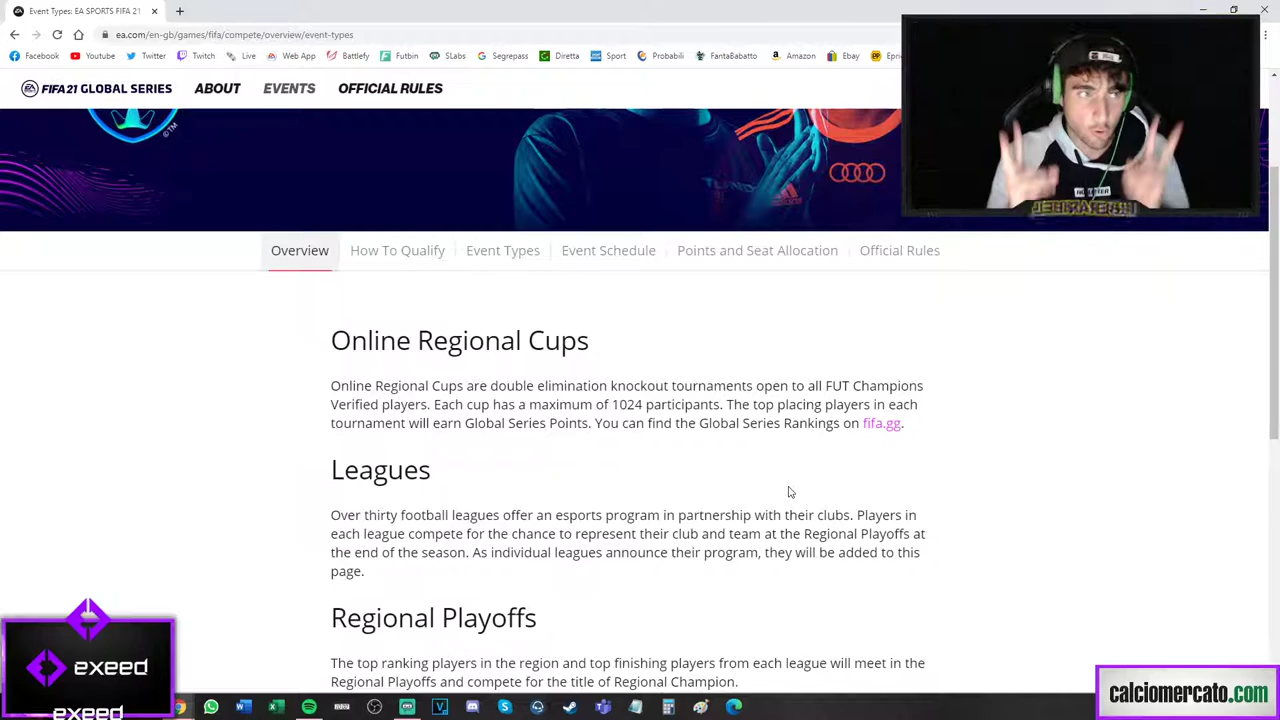 Event Types: EA SPORTS FIFA 21
ea.com/en-gb/games/fifa/compete/overview/event-types
Facebook Youtube Twitter Twitch Live Web App Battlefy Futbin SLabs Segrepass Diretta Sport Probabili FantaBabatto Amazon Ebay
FIFA 21 GLOBAL SERIES ABOUT EVENTS OFFICIAL RULES
Overview How To Qualify Event Types Event Schedule Points and Seat Allocation Official Rules
Online Regional Cups
Online Regional Cups are double elimination knockout tournaments open to all FUT Champions
Verified players. Each cup has a maximum of 1024 participants. The top placing players in each
tournament will earn Global Series Points. You can find the Global Series Rankings on fifa.gg.
Leagues
Over thirty football leagues offer an esports program in partnership with their clubs. Players in
each league compete for the chance to represent their club and team at the Regional Playoffs at
the end of the season. As individual leagues announce their program, they will be added to this
page.
Regional Playoffs
The top ranking players in the region and top finishing players from each league will meet in the
Regional Playoffs and compete for the title of Regional Champion.
exeed
exeed
calciomercato.com